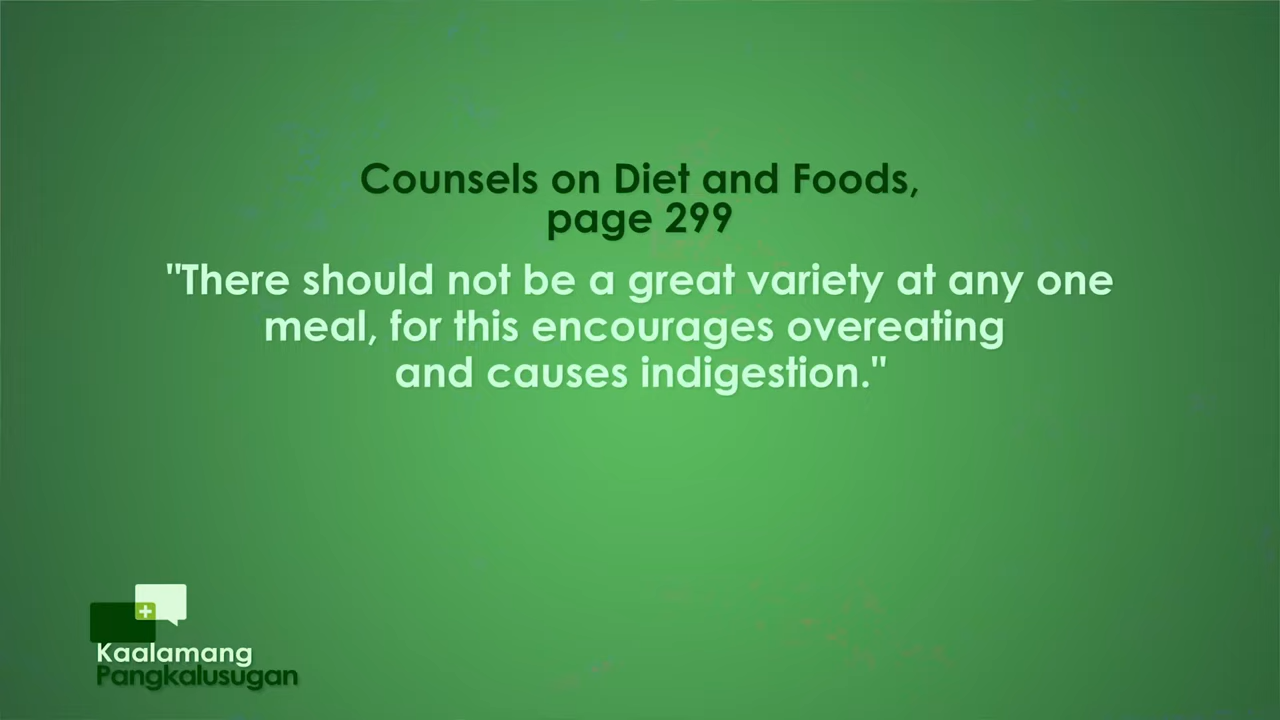 Counsels on Diet and Foods,
page 299
"There should not be a great variety at any one
meal, for this encourages overeating
and causes indigestion."
Kaalamang
Pangkalusugan